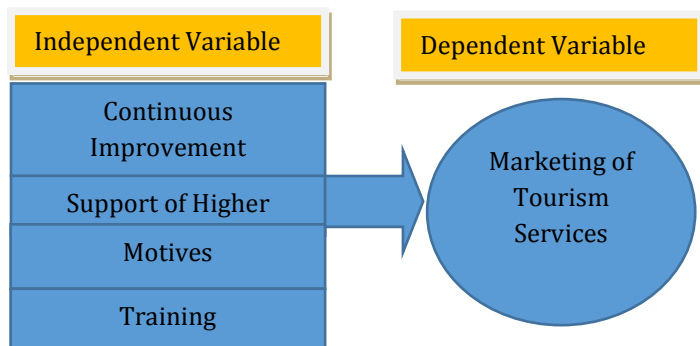 Independent Variable
Dependent Variable
Continuous
Improvement
Support of Higher
Motives
Training
Marketing of
Tourism
Services